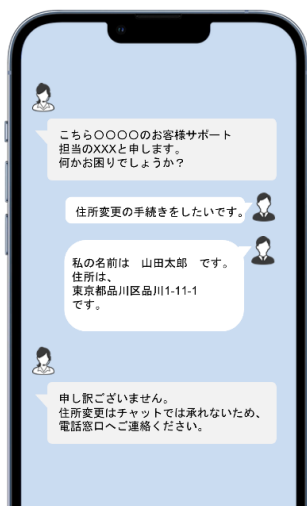 こちら〇〇〇〇のお客様サポート
担当のXXXと申します。
何かお困りでしょうか？
住所変更の手続きをしたいです。
私の名前は　山田太郎　です。
住所は、
東京都品川区品川1-11-1
です。
申し訳ございません。
住所変更はチャットでは承れないため、
電話窓口へご連絡ください。